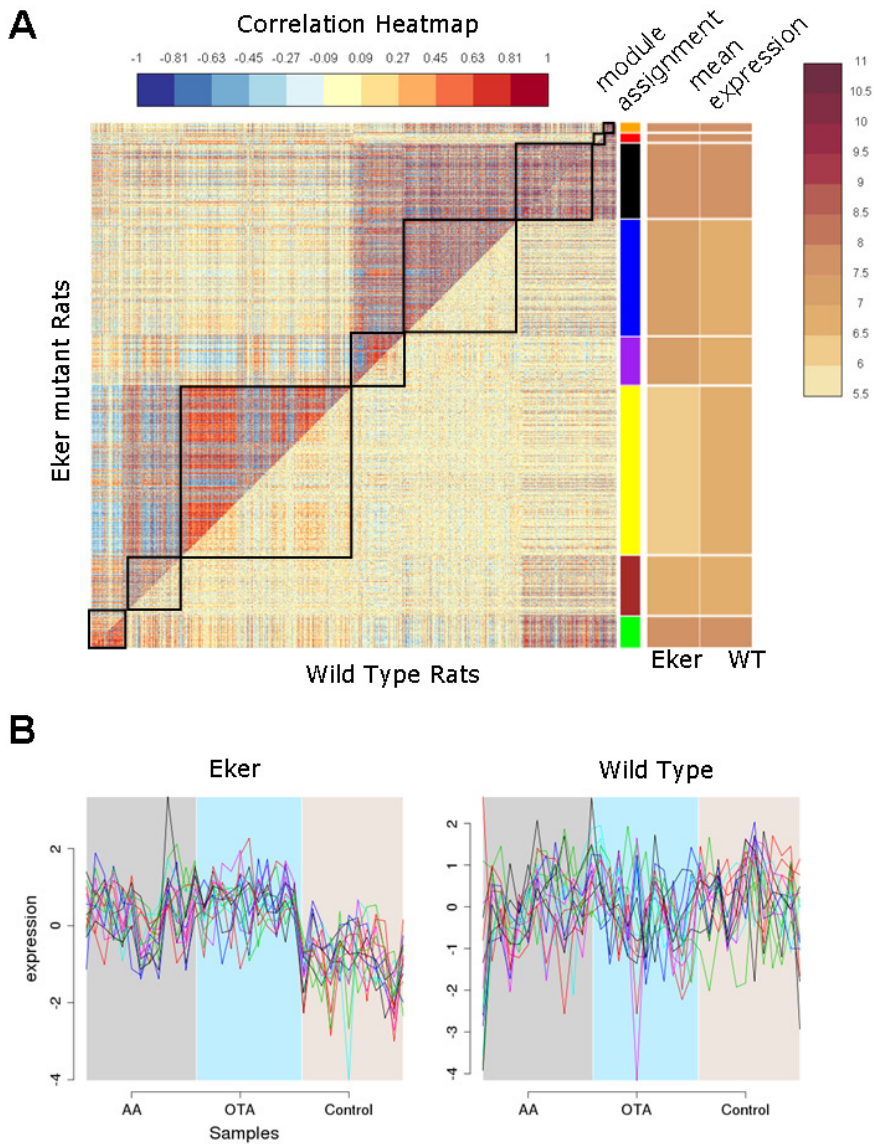 A
Correlation Heatmap
-1 -0.81 -0.63 -0.45 -0.27 -0.09 0.09 0.27 0.45 0.63 0.81 1
module
assignment
mean
expression
11
10.5
10
9.5
9
8.5
8
7.5
7
6.5
6
5.5
Eker mutant Rats
Eker WT
Wild Type Rats
B
Eker
Wild Type
expression
2
0
-2
-4
2
1
0
-1
-2
-3
-4
AA OTA Control
AA OTA Control
Samples